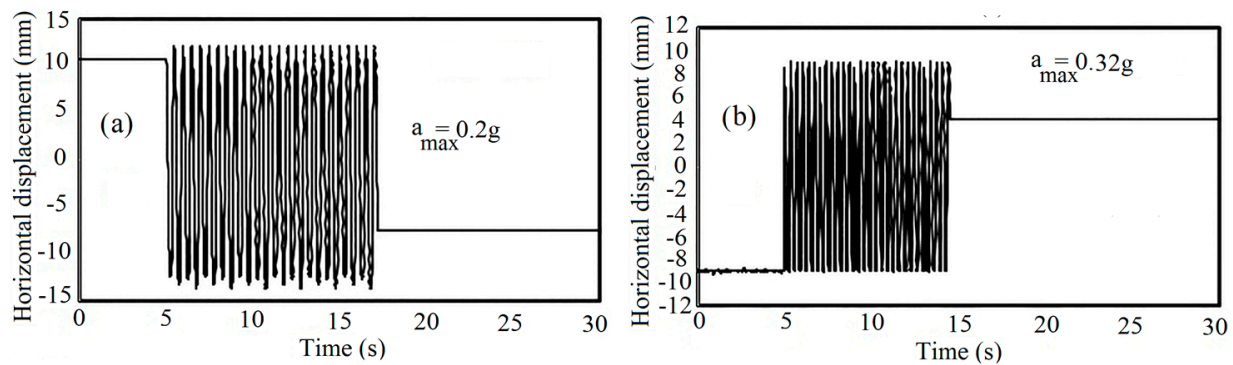 15
10
5
0
-5
-10
-15
Horizontal displacement (mm)
(a)
a max = 0.2g
0 5 10 15 20 25 30
Time (s)
12
10
8
6
4
2
0
-2
-4
-6
-8
-10
-12
Horizontal displacement (mm)
(b)
a max = 0.32g
0 5 10 15 20 25 30
Time (s)